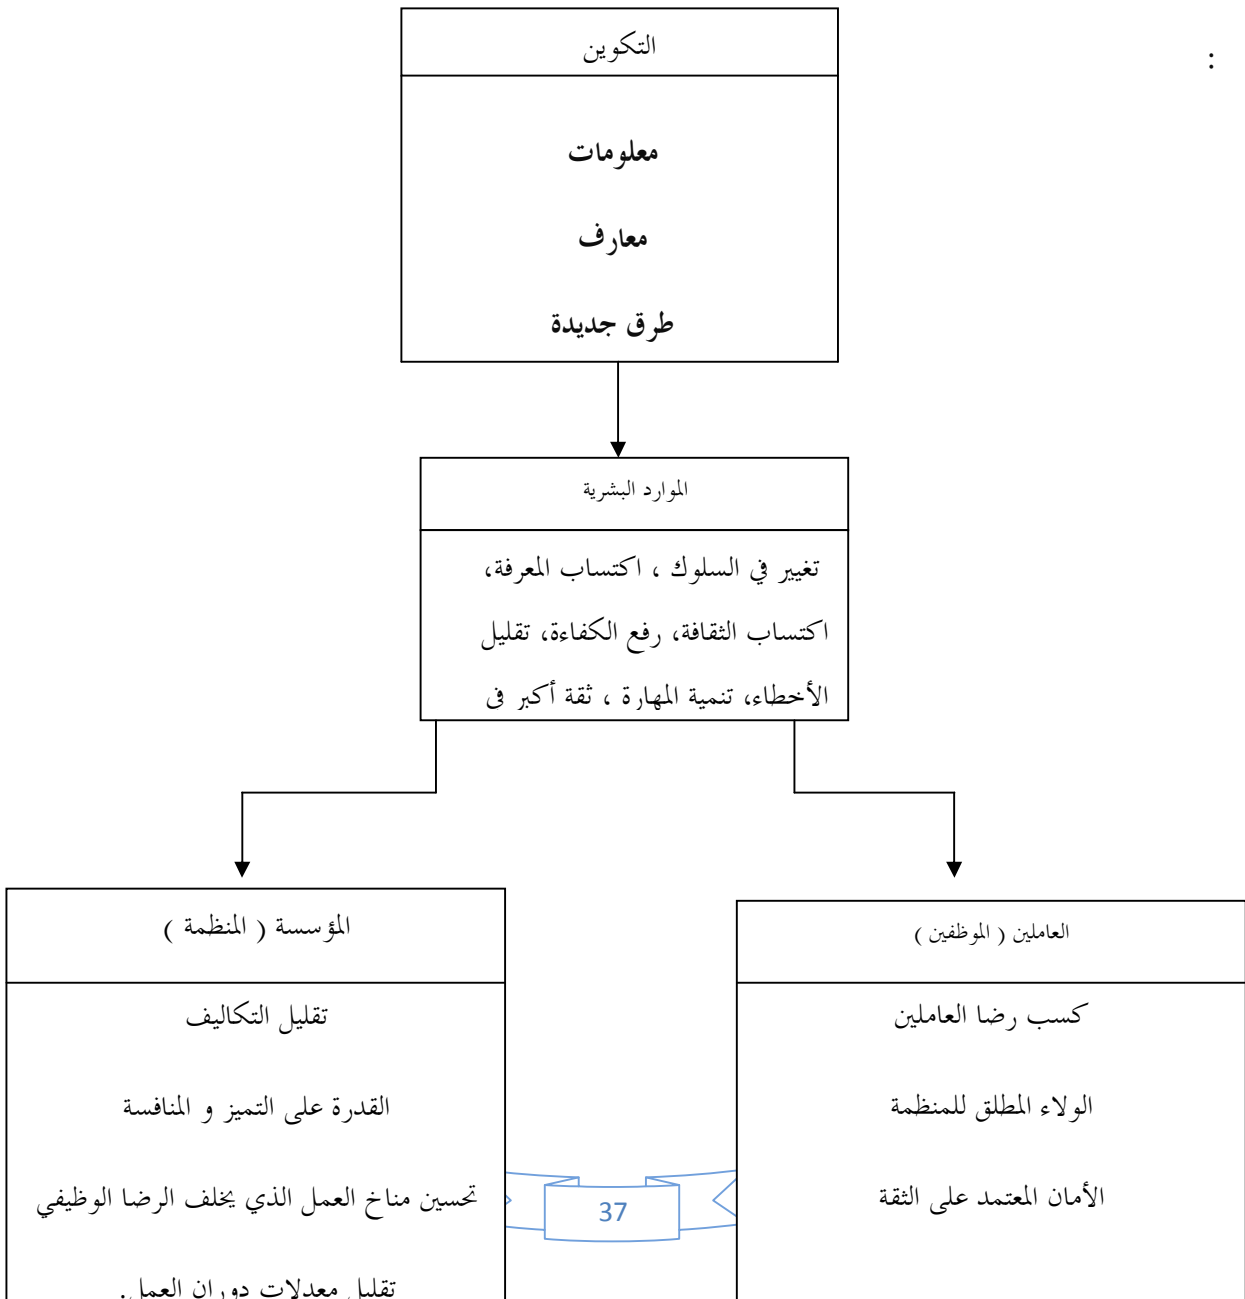 :
التكوين
معلومات
معارف
طرق جديدة
الموارد البشرية
تغيير في السلوك ، اكتساب المعرفة،
اكتساب الثقافة، رفع الكفاءة، تقليل
الأخطاء، تنمية المهارة ، ثقة أكبر في
العاملين ( الموظفين )
كسب رضا العاملين
الولاء المطلق للمنظمة
الأمان المعتمد على الثقة
المؤسسة ( المنظمة )
تقليل التكاليف
القدرة على التميز و المنافسة
تحسين مناخ العمل الذي يخلف الرضا الوظيفي
تقليل معدلات دوران العمل.
37